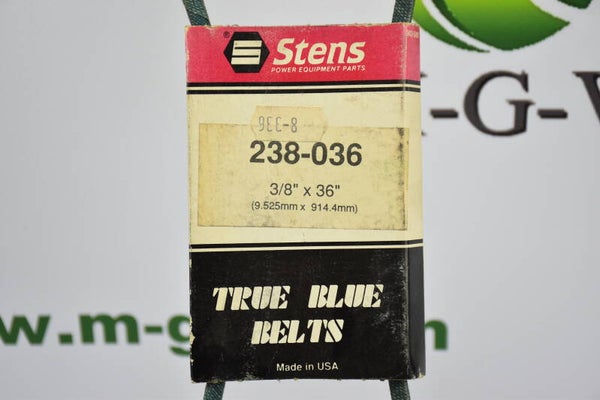 Stens
POWER EQUIPMENT PARTS
8-336
238-036
3/8" x 36"
(9.525mm x 914.4mm)
TRUE BLUE
BELTS
Made in USA
-G-
www.m-g
m